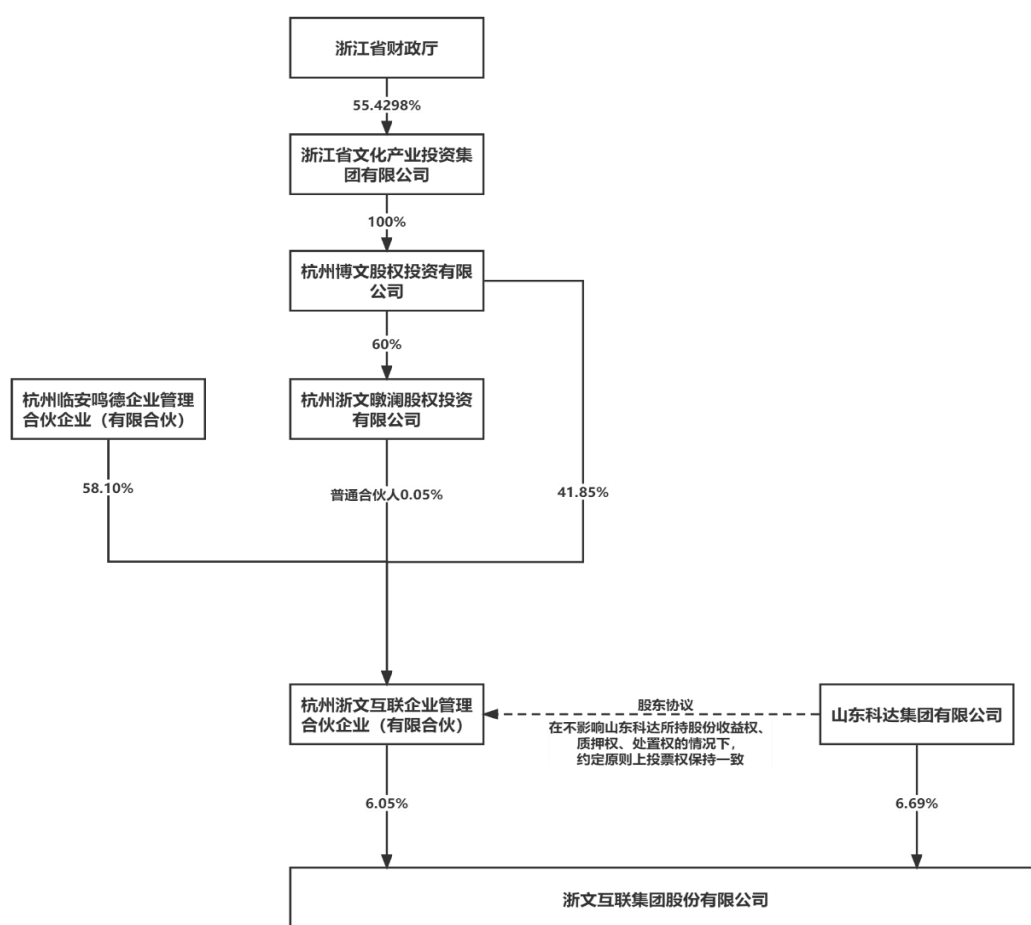 浙江省财政厅
55.4298%
浙江省文化产业投资集
团有限公司
100%
杭州博文股权投资有限
公司
60%
杭州临安鸣德企业管理
合伙企业（有限合伙）
杭州浙文暾澜股权投资
有限公司
58.10%
普通合伙人0.05%
41.85%
杭州浙文互联企业管理
合伙企业（有限合伙）
股东协议
在不影响山东科达所持股份收益权、
质押权、处置权的情况下，
约定原则上投票权保持一致
山东科达集团有限公司
6.05%
6.69%
浙文互联集团股份有限公司